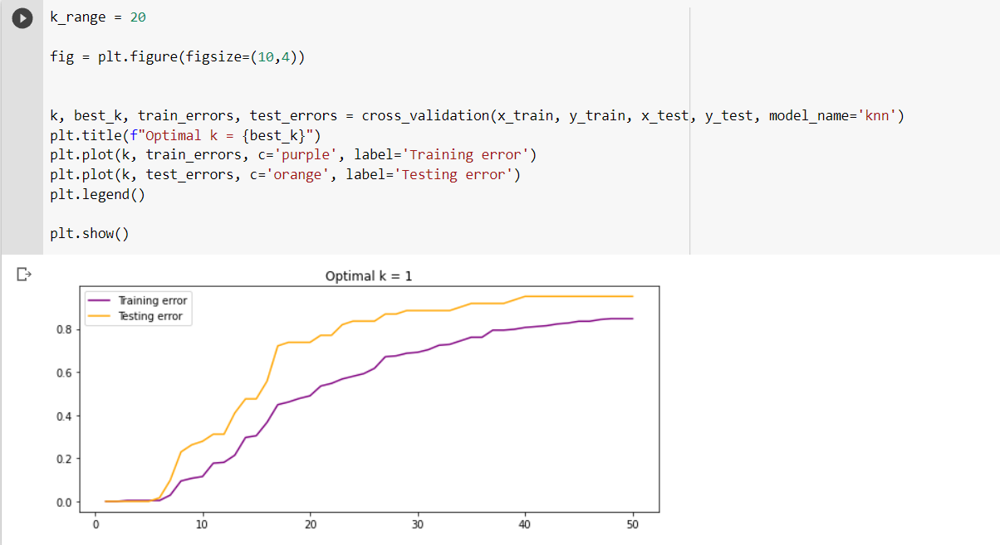 k_range = 20
fig = plt.figure(figsize=(10,4))
k, best_k, train_errors, test_errors = cross_validation(x_train, y_train, x_test, y_test, model_name='knn')
plt.title(f"Optimal k = {best_k}")
plt.plot(k, train_errors, c='purple', label='Training error')
plt.plot(k, test_errors, c='orange', label='Testing error')
plt.legend()
plt.show()
Optimal k = 1
Training error
Testing error
0.8
0.6
0.4
0.2
0.0
0 10 20 30 40 50